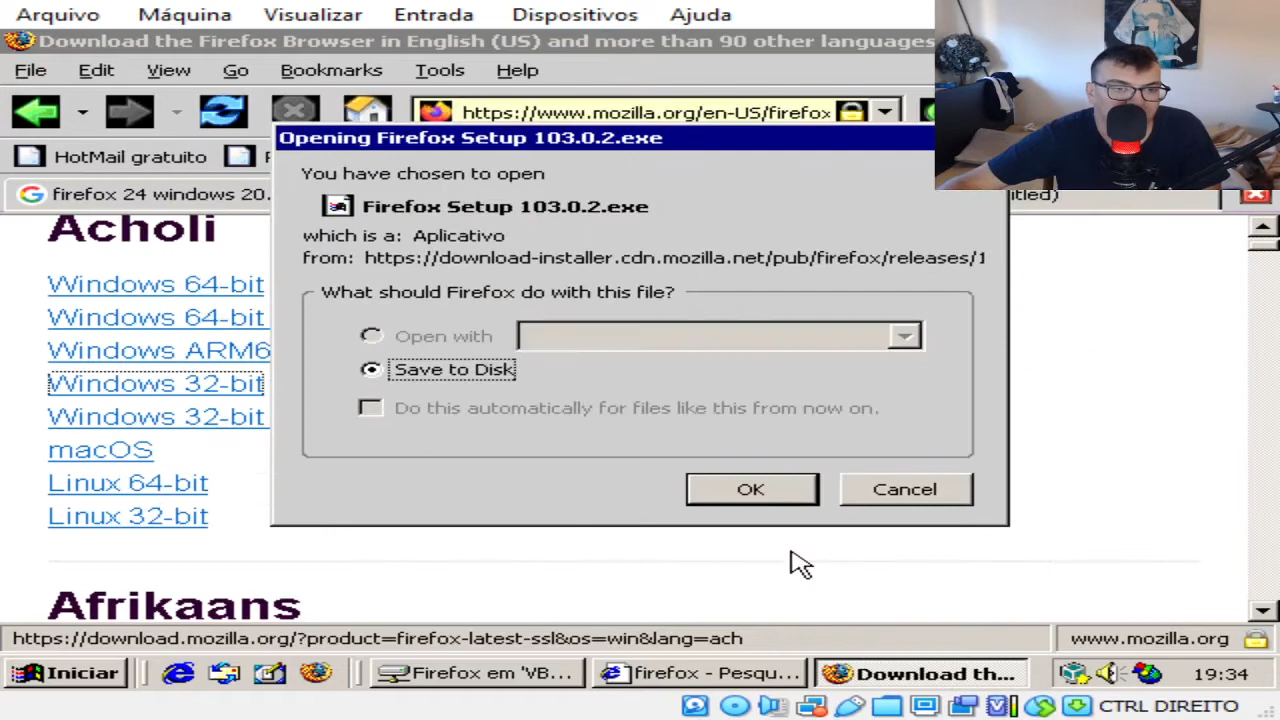 Arquivo Máquina Visualizar Entrada Dispositivos Ajuda
Download the Firefox Browser in English (US) and more than 90 other languages
File Edit View Go Bookmarks Tools Help
https://www.mozilla.org/en-US/firefox
HotMail gratuito
firefox 24 windows 20.
Opening Firefox Setup 103.0.2.exe
You have chosen to open
Firefox Setup 103.0.2.exe
which is a: Aplicativo
from: https://download-installer.cdn.mozilla.net/pub/firefox/releases/1
What should Firefox do with this file?
Open with
Save to Disk
Do this automatically for files like this from now on.
OK Cancel
Acholi
Windows 64-bit
Windows 64-bit
Windows ARM6
Windows 32-bit
Windows 32-bit
macOS
Linux 64-bit
Linux 32-bit
Afrikaans
https://download.mozilla.org/?product=firefox-latest-ssl&os=win&lang=ach www.mozilla.org
Iniciar Firefox em 'VB... firefox - Pesqu... Download th... 19:34
CTRL DIREITO